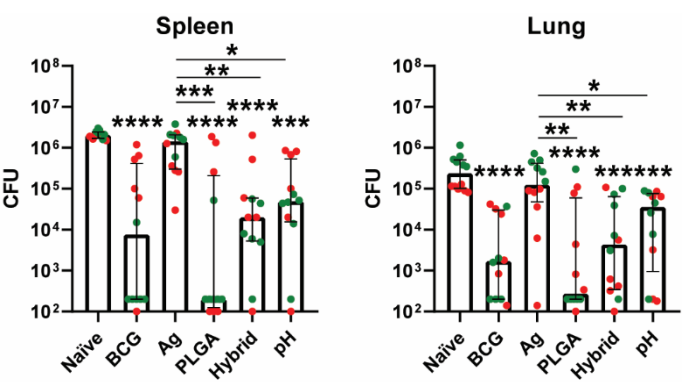 Spleen
CFU
10⁸
10⁷
10⁶
10⁵
10⁴
10³
10²
*
**
***
****
****
****
***
Naïve
BCG
Ag
PLGA
Hybrid
pH
Lung
CFU
10⁸
10⁷
10⁶
10⁵
10⁴
10³
10²
*
**
**
****
****
******
Naïve
BCG
Ag
PLGA
Hybrid
pH